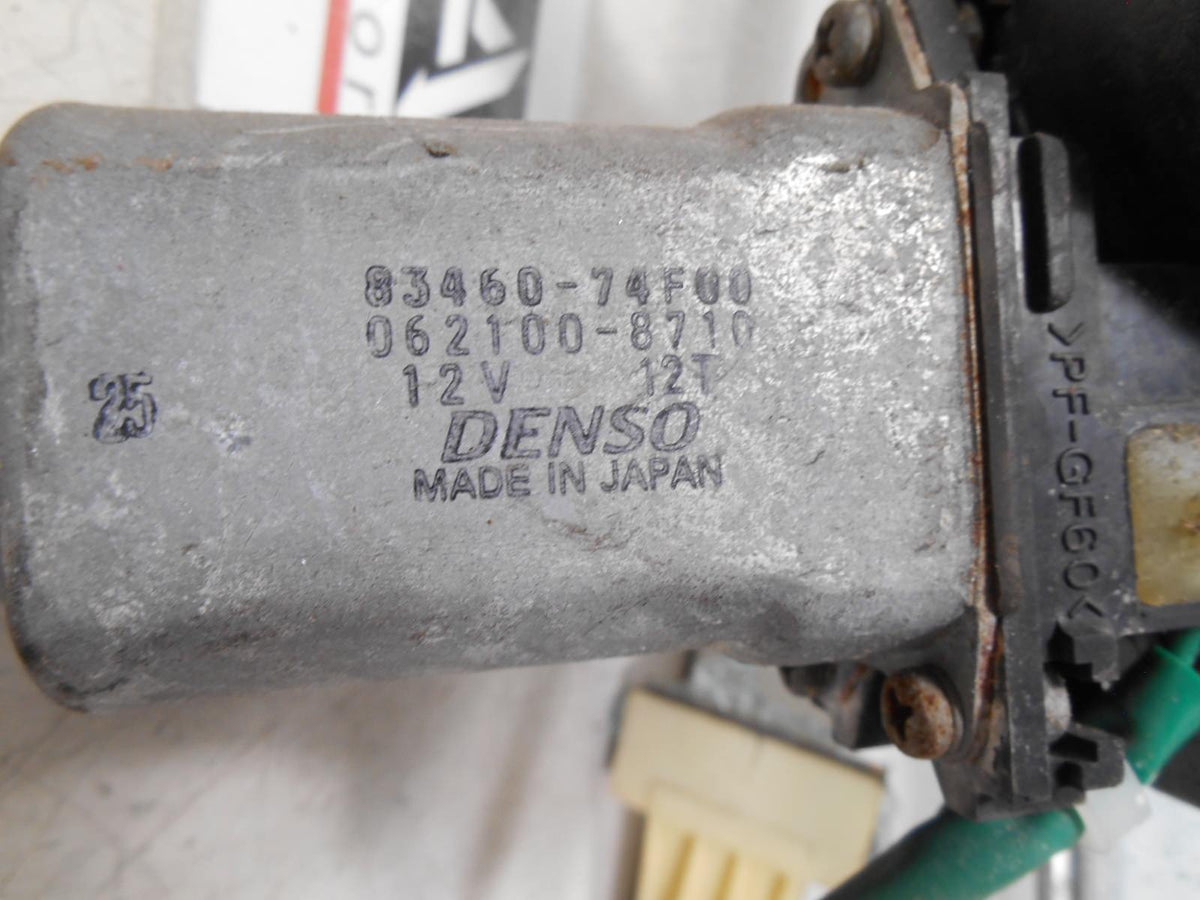 83460-74F00
062100-8710
12V 12T
DENSO
MADE IN JAPAN
25
>PF-GF60<